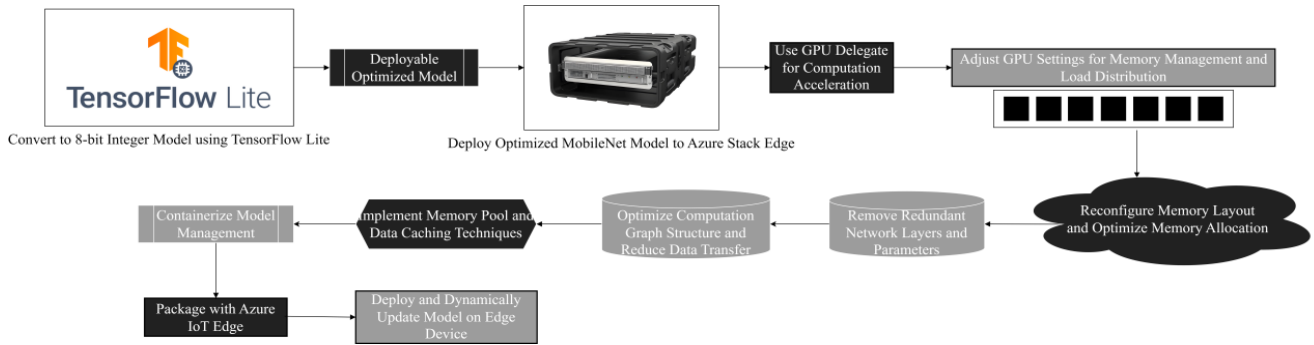 TensorFlow Lite
Convert to 8-bit Integer Model using TensorFlow Lite
Deployable
Optimized Model
Deploy Optimized MobileNet Model to Azure Stack Edge
Use GPU Delegate
for Computation
Acceleration
Adjust GPU Settings for Memory Management and
Load Distribution
Reconfigure Memory Layout
and Optimize Memory Allocation
Remove Redundant
Network Layers and
Parameters
Optimize Computation
Graph Structure and
Reduce Data Transfer
Implement Memory Pool and
Data Caching Techniques
Containerize Model
Management
Package with Azure
IoT Edge
Deploy and Dynamically
Update Model on Edge
Device